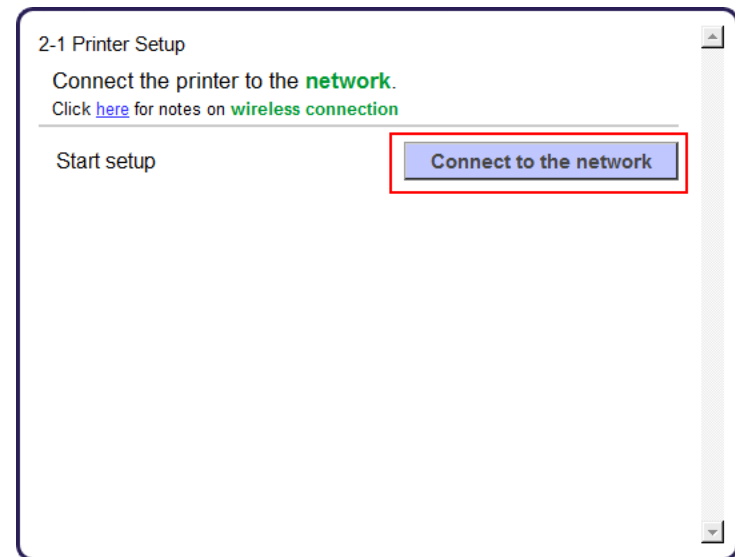 2-1 Printer Setup
Connect the printer to the network.
Click here for notes on wireless connection
Start setup
Connect to the network